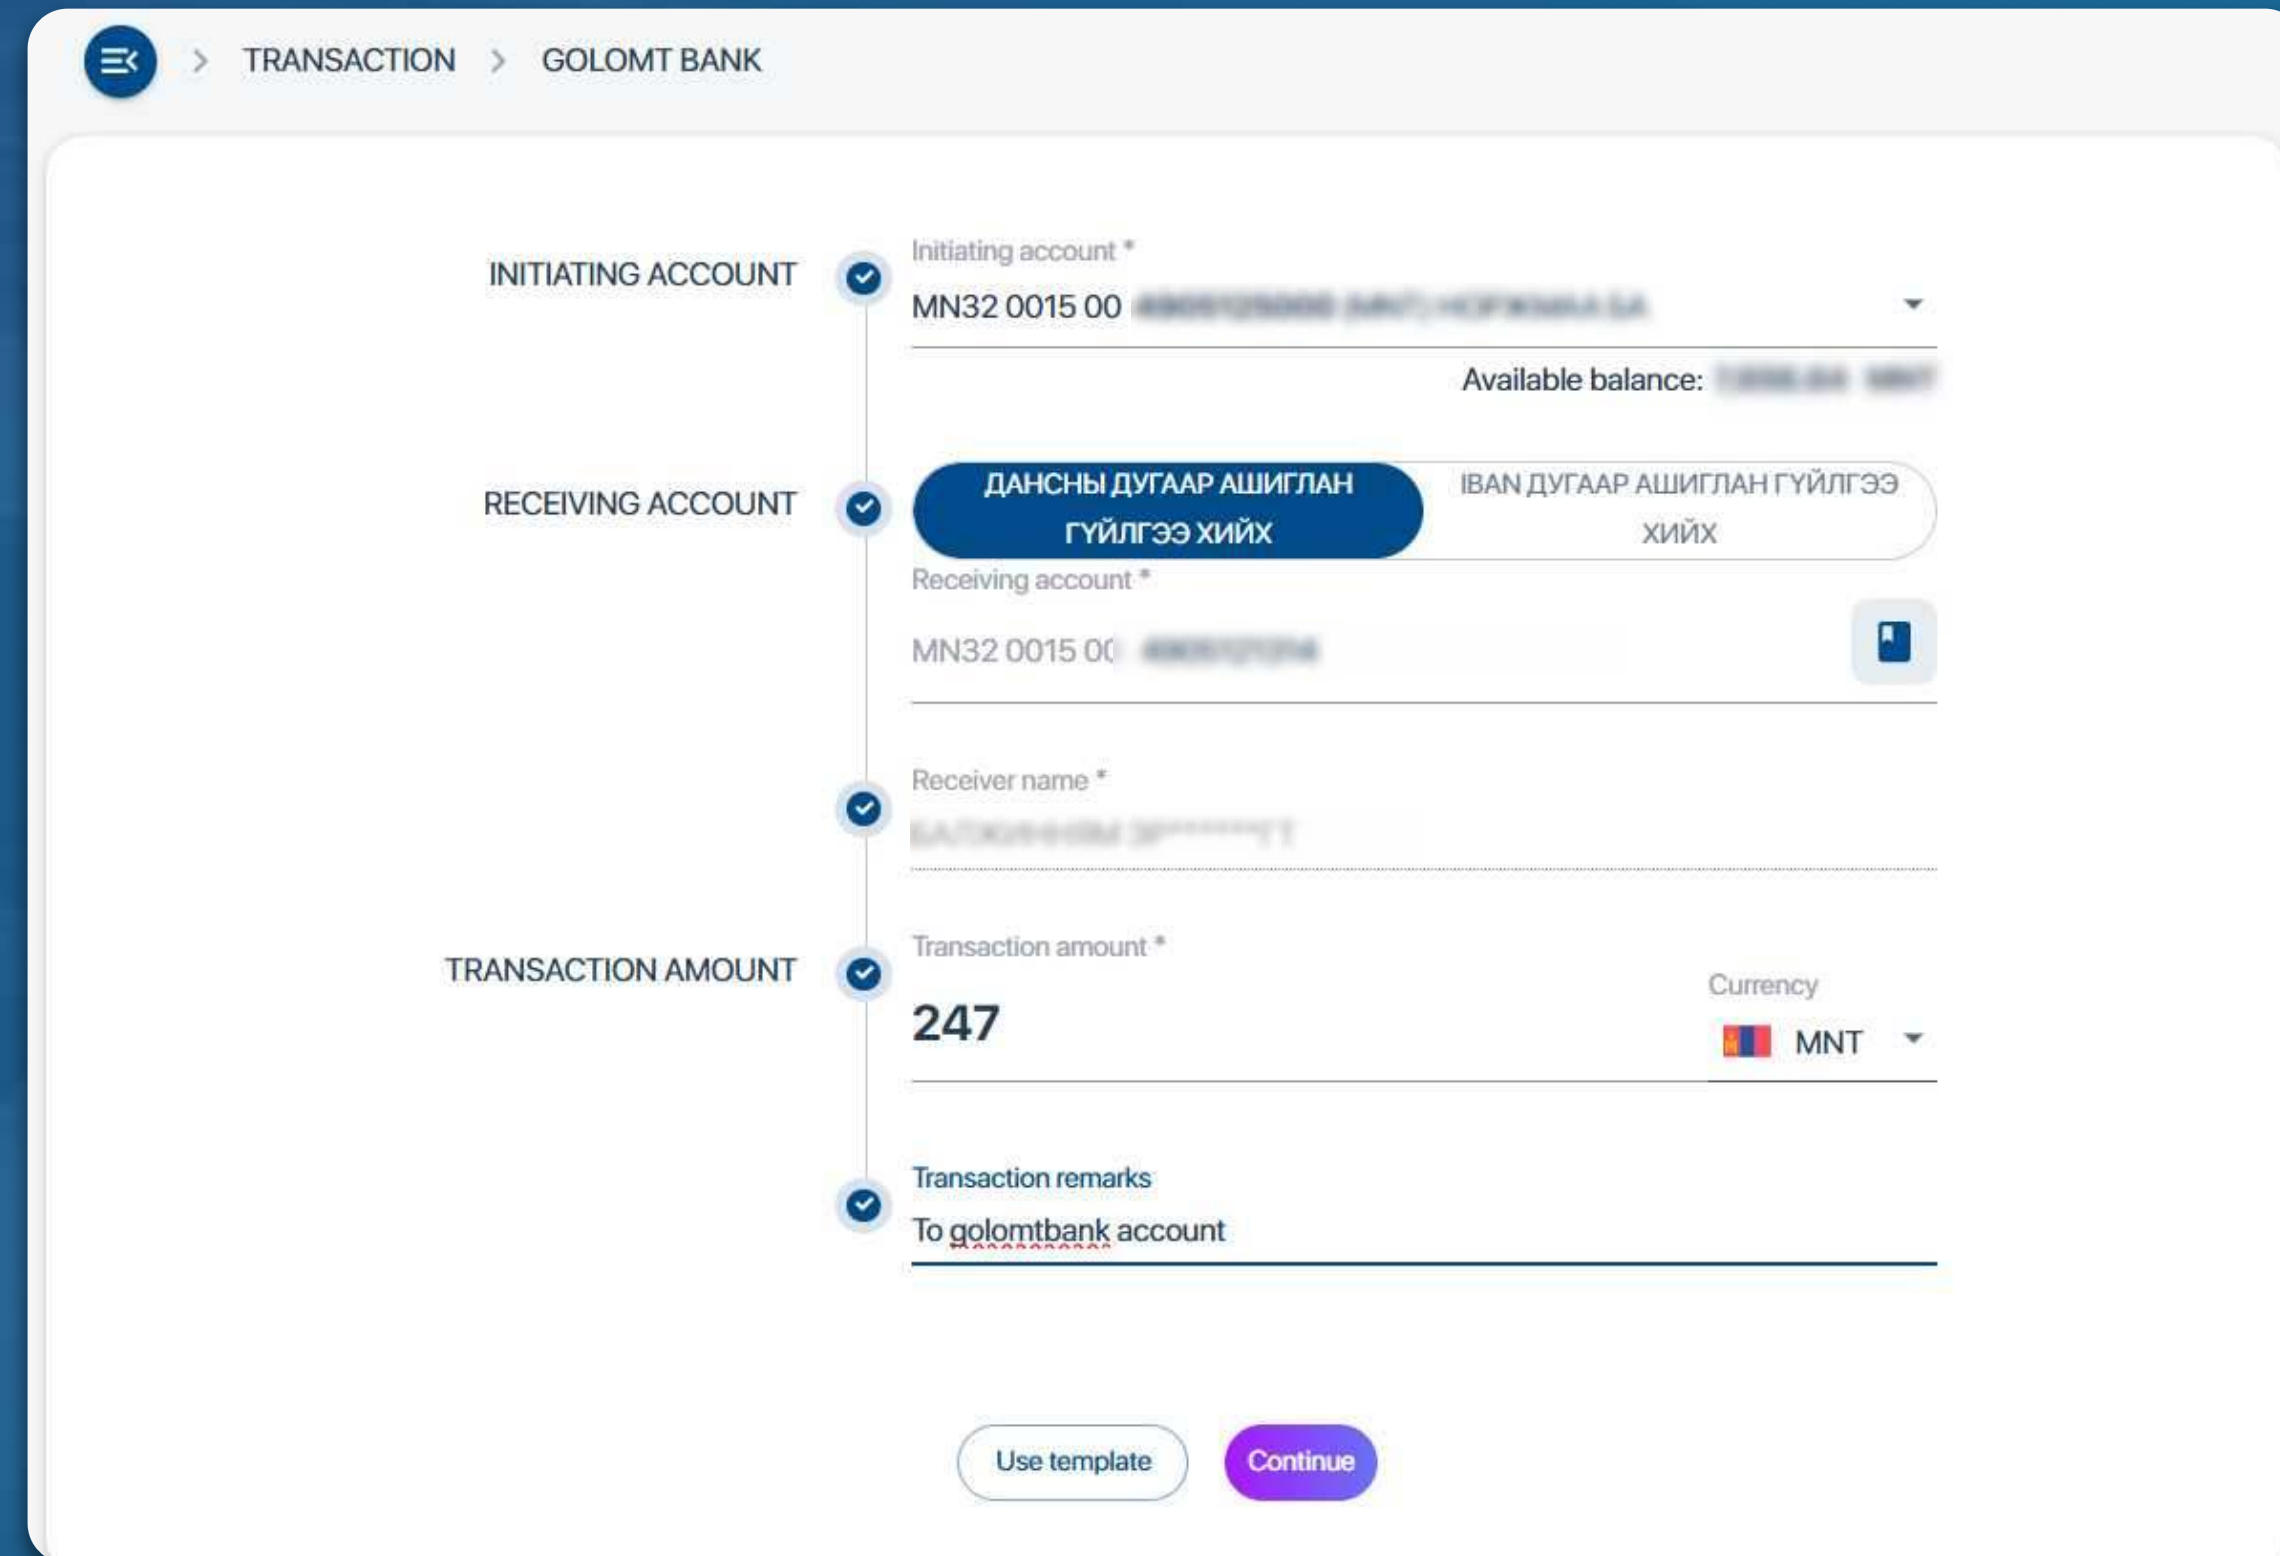 TRANSACTION > GOLOMT BANK
INITIATING ACCOUNT
Initiating account *
MN32 0015 00
Available balance:
RECEIVING ACCOUNT
ДАНСНЫ ДУГААР АШИГЛАН
ГҮЙЛГЭЭ ХИЙХ
IBAN ДУГААР АШИГЛАН ГҮЙЛГЭЭ
ХИЙХ
Receiving account *
MN32 0015 00
Receiver name *
TRANSACTION AMOUNT
Transaction amount *
247
Currency
MNT
Transaction remarks
To golomtbank account
Use template
Continue